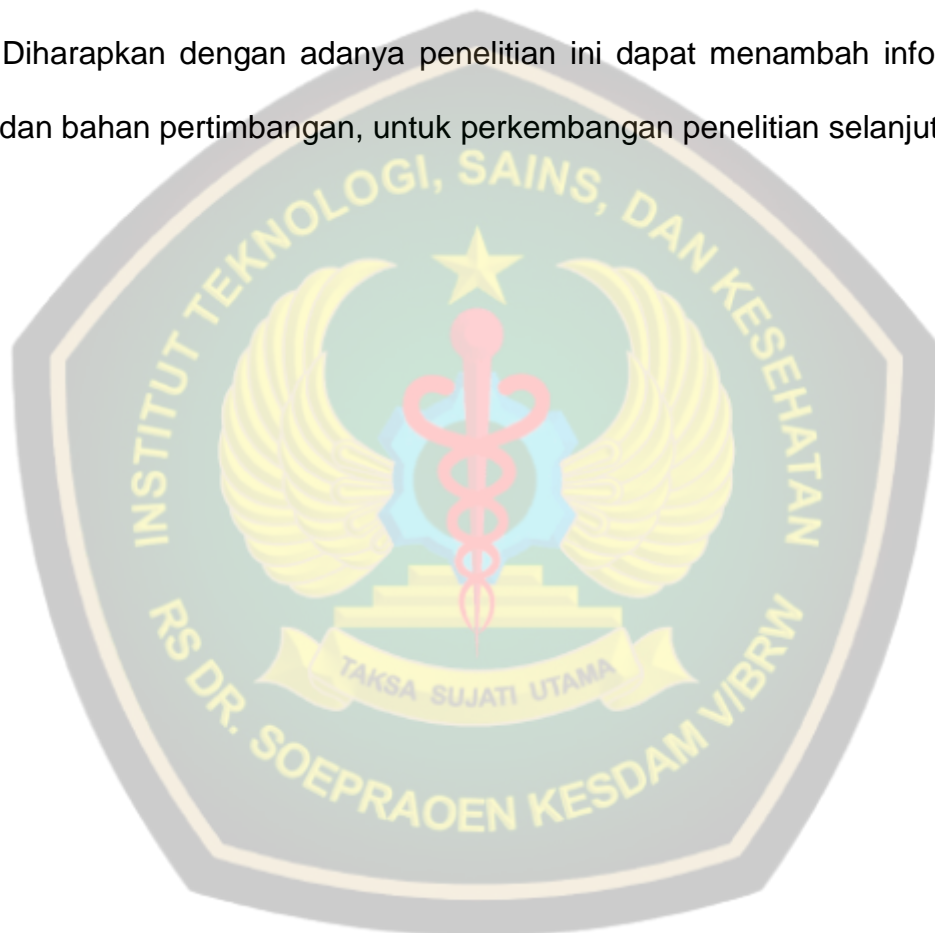 Diharapkan dengan adanya penelitian ini dapat menambah info
dan bahan pertimbangan, untuk perkembangan penelitian selanjut
INSTITUT TEKNOLOGI, SAINS, DAN KESEHATAN
TAKSA SUJATI UTAMA
RS DR. SOEPRAOEN KESDAM V/BRW